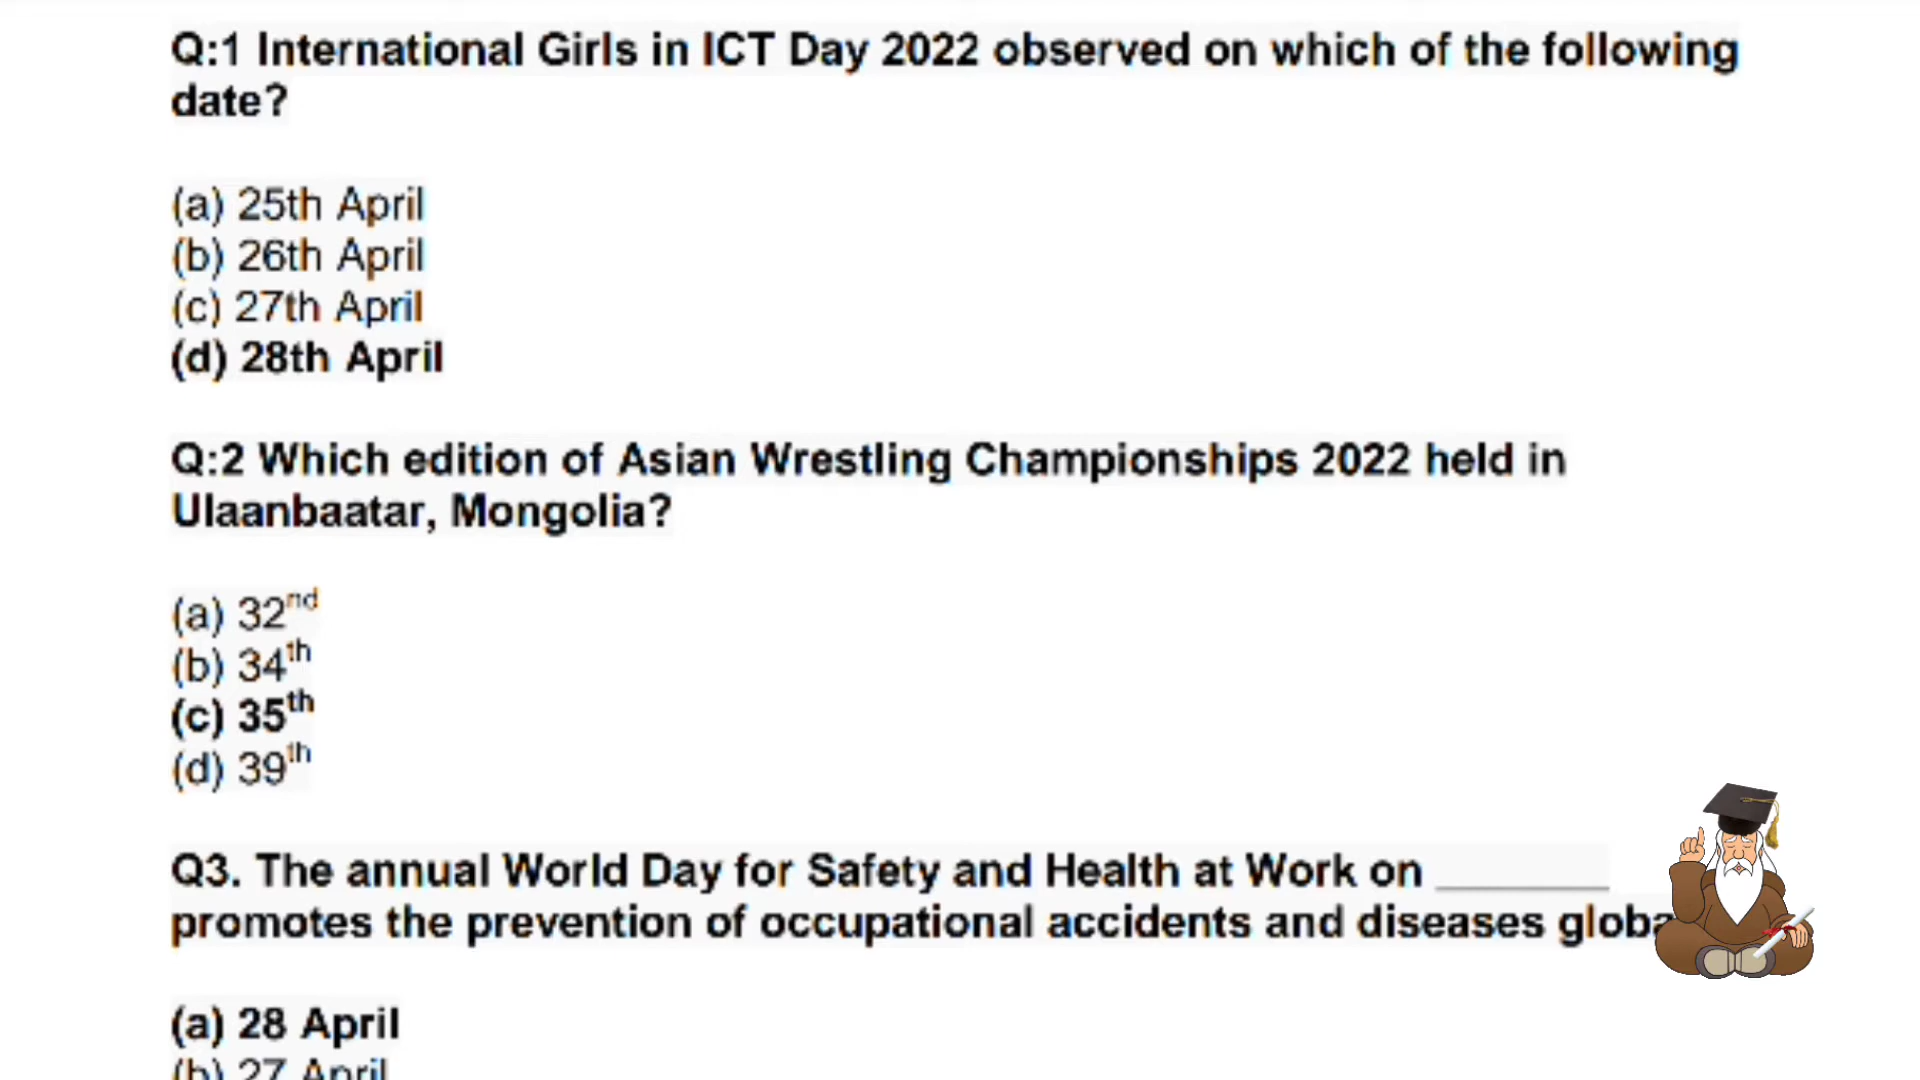 Q:1 International Girls in ICT Day 2022 observed on which of the following
date?
(a) 25th April
(b) 26th April
(c) 27th April
(d) 28th April
Q:2 Which edition of Asian Wrestling Championships 2022 held in
Ulaanbaatar, Mongolia?
(a) 32nd
(b) 34th
(c) 35th
(d) 39th
Q3. The annual World Day for Safety and Health at Work on ________
promotes the prevention of occupational accidents and diseases globa
(a) 28 April
(b) 27 April